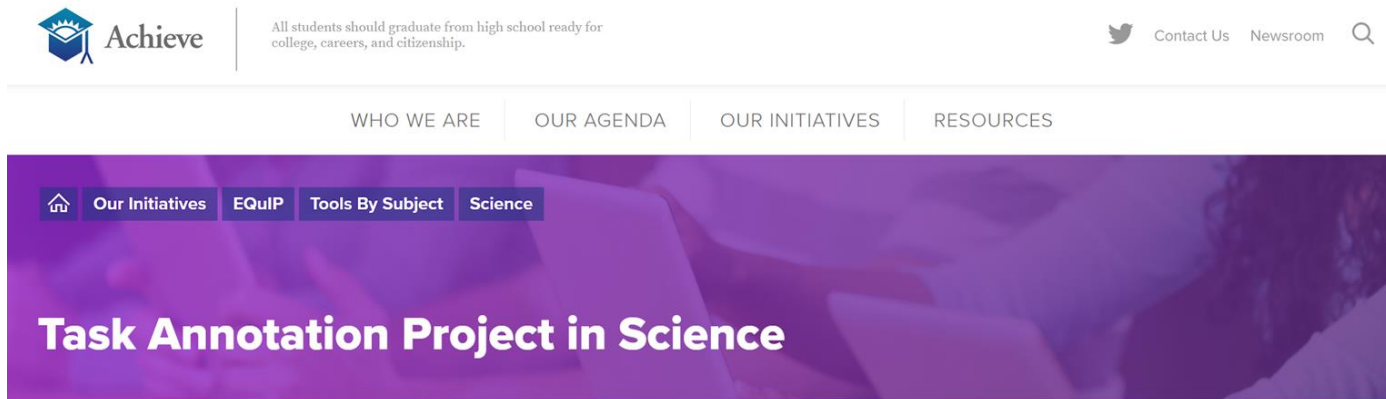 Achieve
All students should graduate from high school ready for
college, careers, and citizenship.
Contact Us Newsroom
WHO WE ARE OUR AGENDA OUR INITIATIVES RESOURCES
Our Initiatives EQuIP Tools By Subject Science
Task Annotation Project in Science